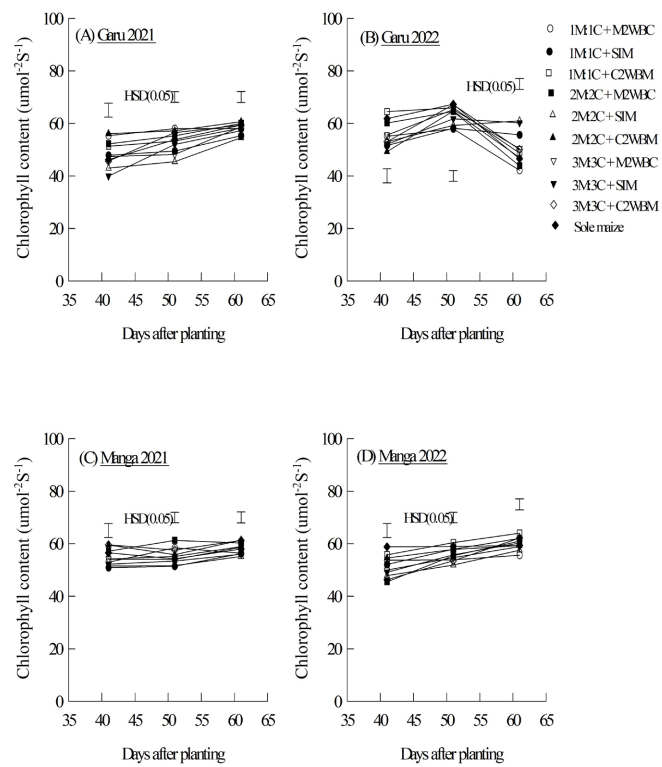 (A) Garu 2021
HSD(0.05)
Chlorophyll content (umol⁻²S⁻¹)
100
80
60
40
20
0
35 40 45 50 55 60 65
Days after planting
(B) Garu 2022
HSD(0.05)
Chlorophyll content (umol⁻²S⁻¹)
100
80
60
40
20
0
35 40 45 50 55 60 65
Days after planting
1M:1C + M2WBC
1M:1C + SIM
1M:1C + C2WBM
2M:2C + M2WBC
2M:2C + SIM
2M:2C + C2WBM
3M:3C + M2WBC
3M:3C + SIM
3M:3C + C2WBM
Sole maize
(C) Manga 2021
HSD(0.05)
Chlorophyll content (umol⁻²S⁻¹)
100
80
60
40
20
0
35 40 45 50 55 60 65
Days after planting
(D) Manga 2022
HSD(0.05)
Chlorophyll content (umol⁻²S⁻¹)
100
80
60
40
20
0
35 40 45 50 55 60 65
Days after planting